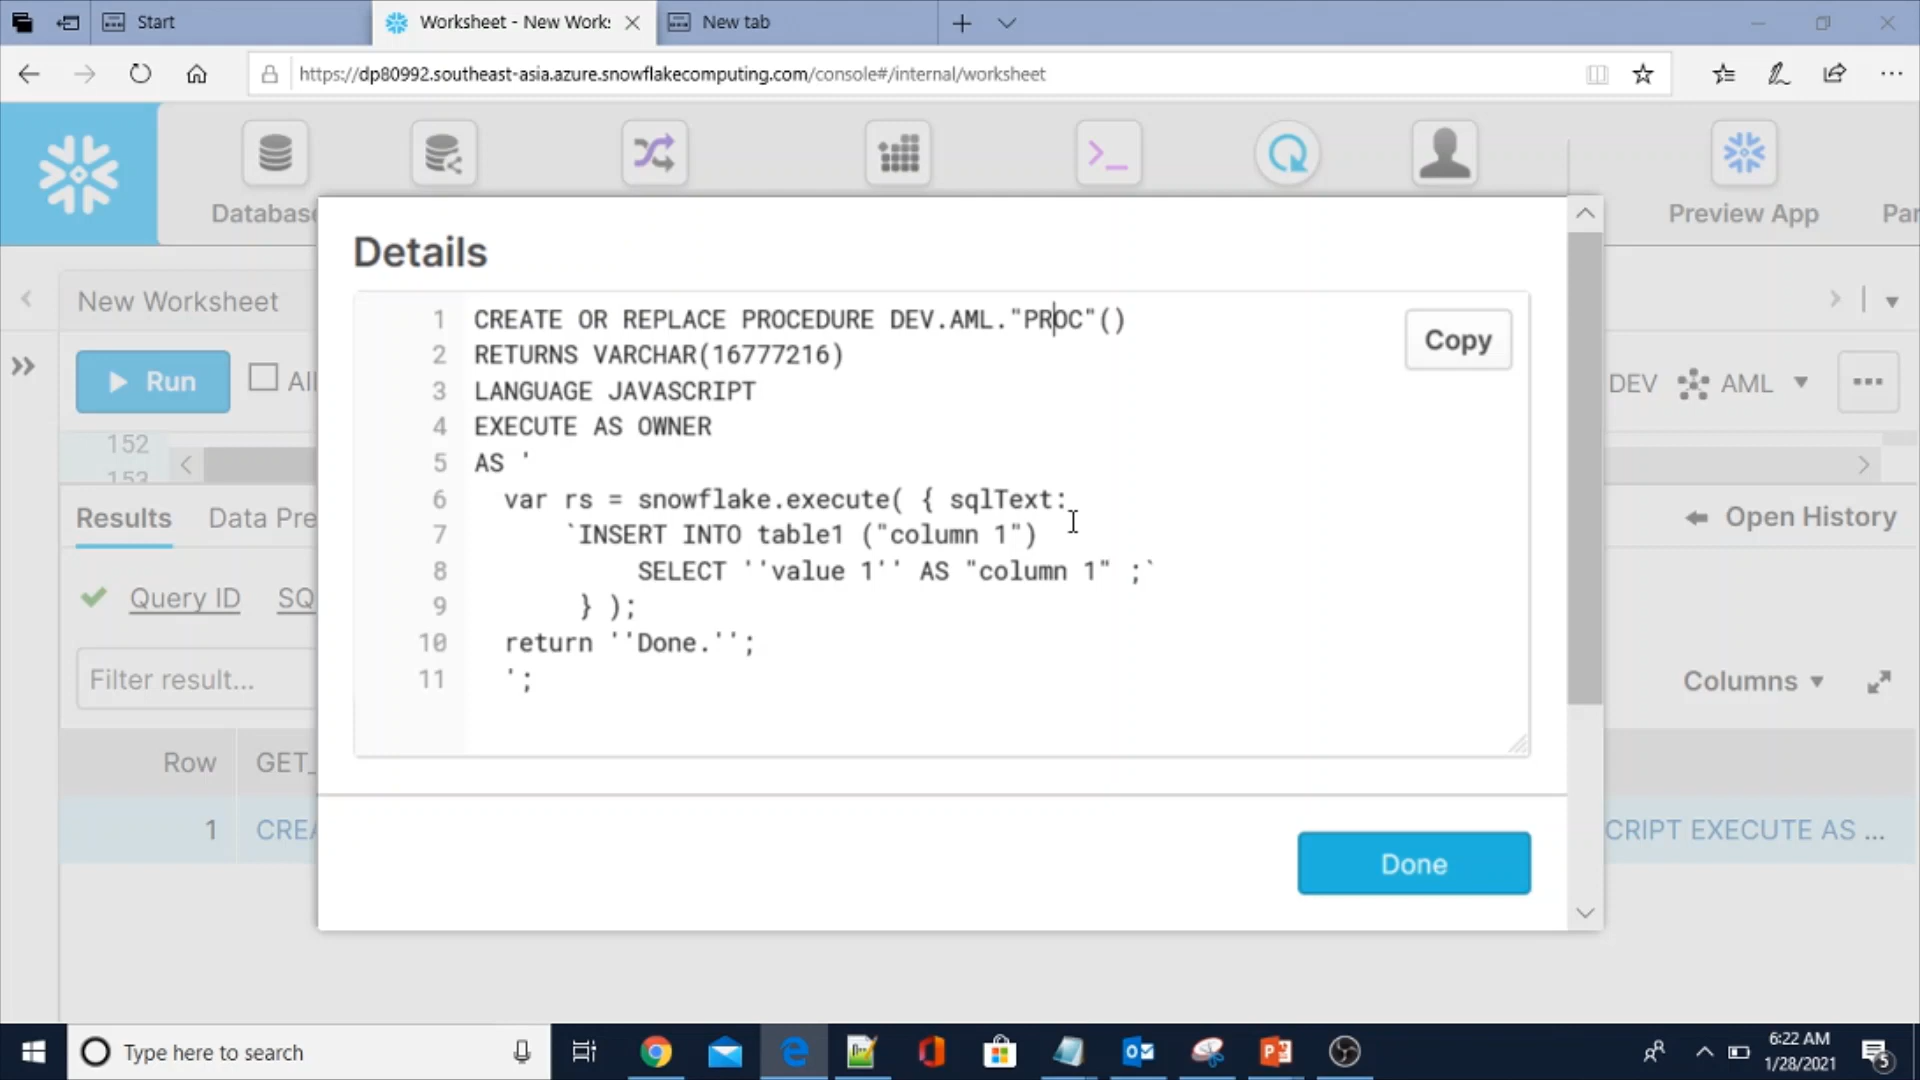 Start
Worksheet - New Work:
New tab
https://dp80992.southeast-asia.azure.snowflakecomputing.com/console#/internal/worksheet
Databas
Preview App
Par
Details
New Worksheet
1 CREATE OR REPLACE PROCEDURE DEV.AML."PROC"()
2 RETURNS VARCHAR(16777216)
3 LANGUAGE JAVASCRIPT
4 EXECUTE AS OWNER
5 AS '
6 var rs = snowflake.execute( { sqlText:
7 `INSERT INTO table1 ("column 1")
8 SELECT ''value 1'' AS "column 1" ;`
9 } );
10 return ''Done.'';
11 ';
Copy
Run
All
DEV
AML
...
152
153
Results
Data Pre
Open History
Query ID
SQ
Filter result...
Columns
Row
GET_
1
CREA
CRIPT EXECUTE AS ...
Done
Type here to search
6:22 AM
1/28/2021
5